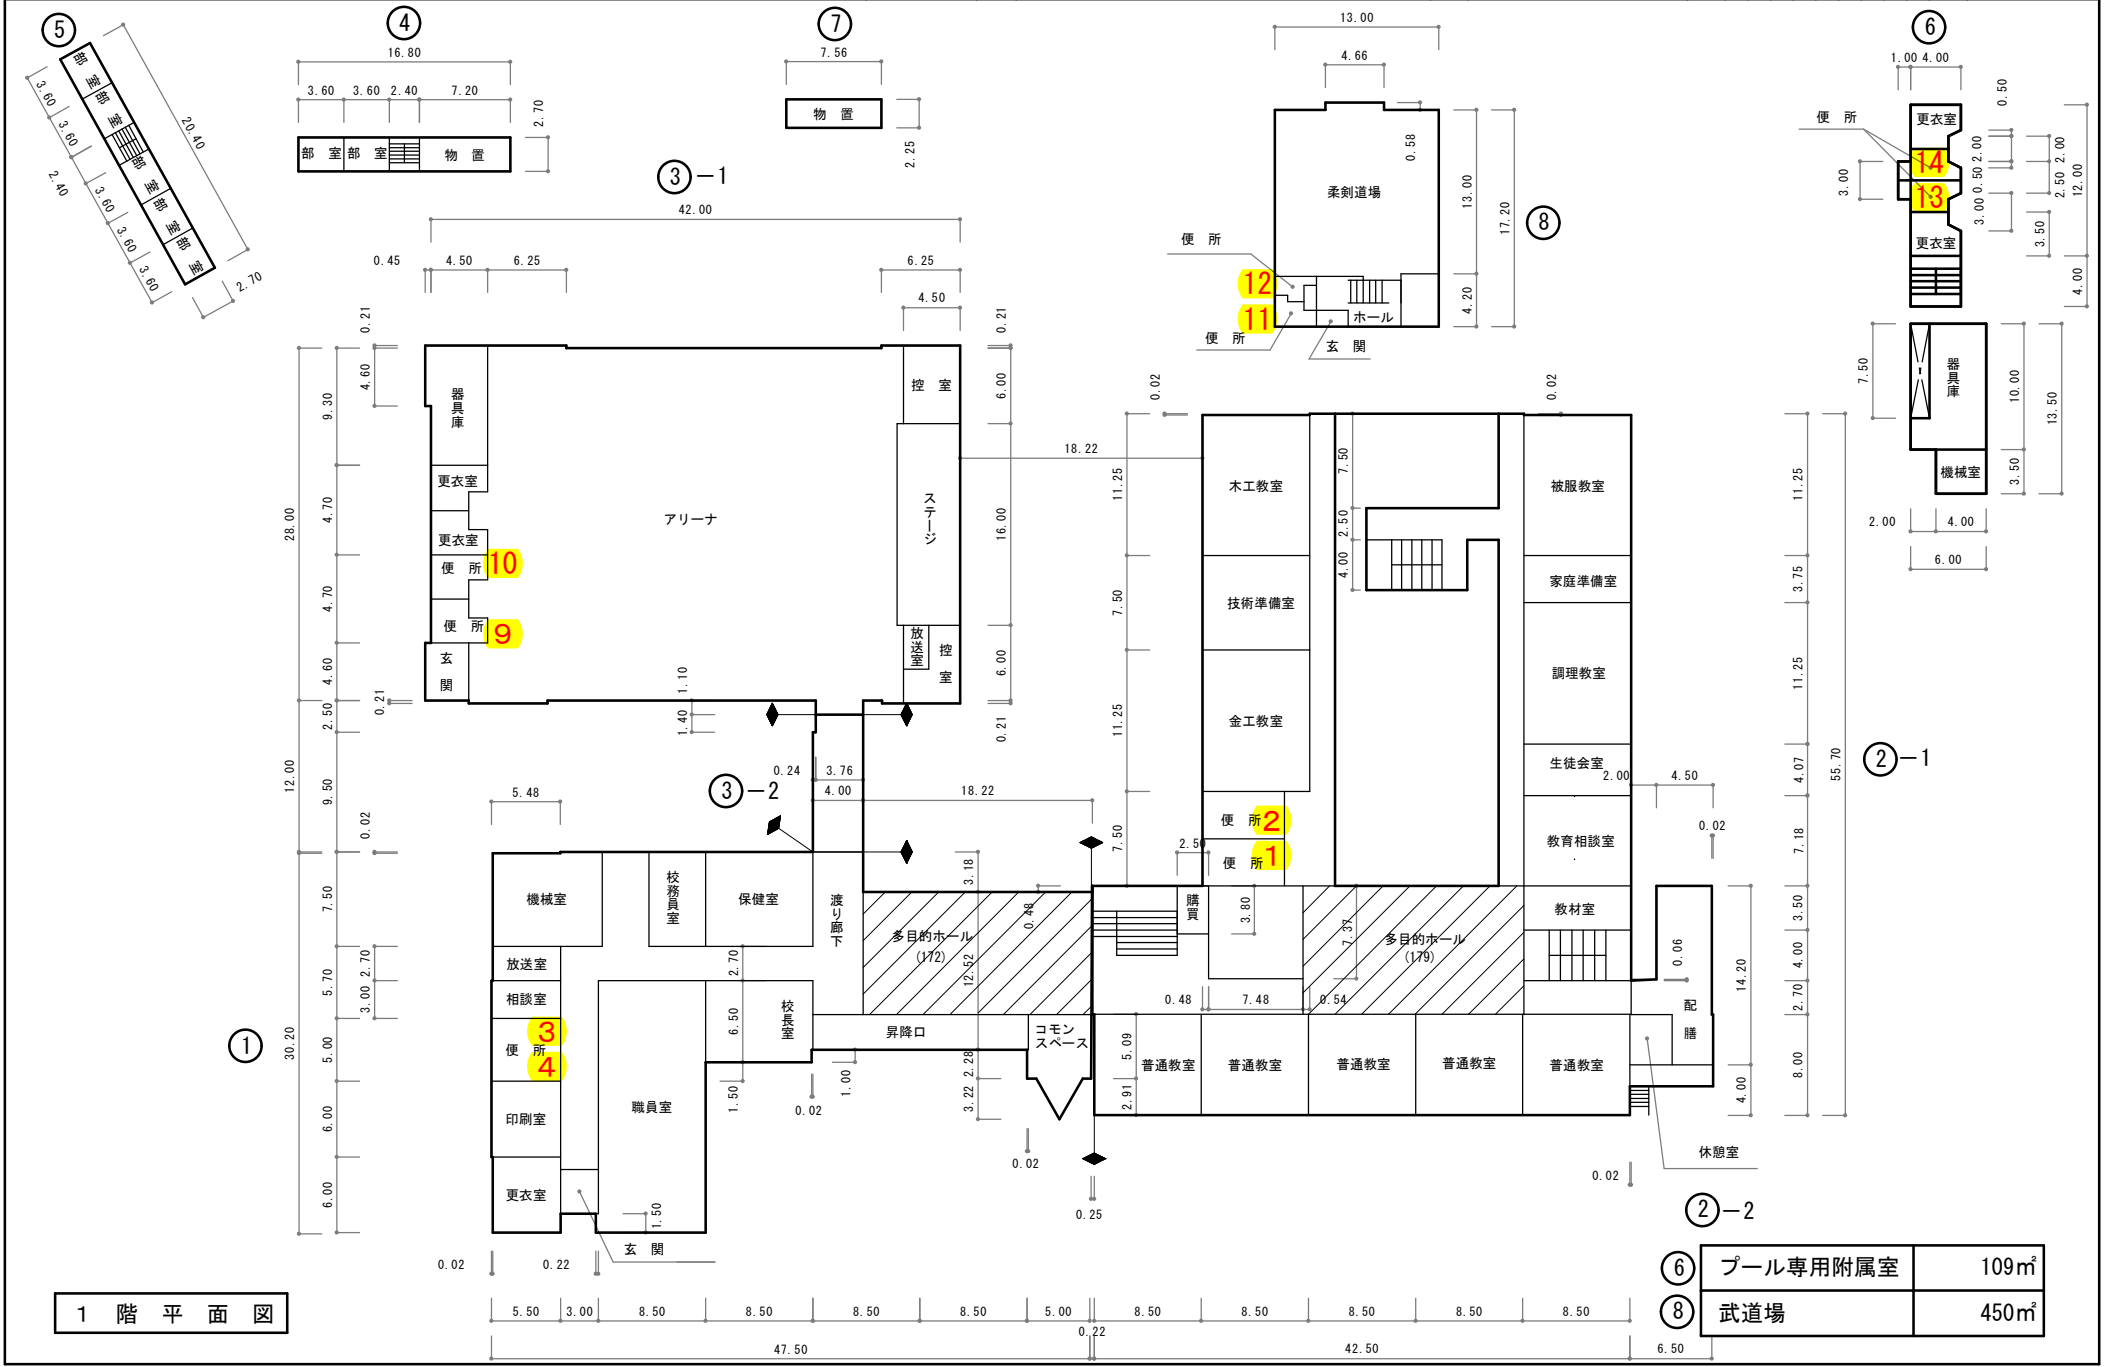 ⑤
④
⑦
⑥
16.80
3.60 3.60 2.40 7.20
2.70
部 室 部 室 物 置
部 室
部 室
部 室
部 室
部 室
3.60
3.60
2.40
3.60
3.60
3.60
20.40
2.70
7.56
物 置
2.25
13.00
4.66
0.58
柔剣道場
13.00
17.20
4.20
⑧
便 所
12
11
便 所
ホール
玄 関
1.00 4.00
0.50
便 所
更衣室
14
13
更衣室
3.00
2.00
0.50
3.00
2.00
2.50
3.50
12.00
4.00
7.50
器具庫
10.00
13.50
機械室
3.50
2.00 4.00
6.00
③－1
42.00
0.45 4.50 6.25 6.25
4.50
0.21
0.21
4.60
9.30
28.00
4.70
4.70
4.60
0.21
2.50
器具庫
更衣室
更衣室
便 所 10
便 所 9
玄 関
アリーナ
控 室
ステージ
放送室
控 室
6.00
16.00
6.00
0.21
18.22
1.10
1.40
12.00
9.50
0.02
③－2
0.24 3.76
4.00 18.22
5.48
0.02
0.02
7.50
2.50
4.00
11.25
7.50
11.25
7.50
木工教室
技術準備室
金工教室
便 所 2
便 所 1
2.50
被服教室
家庭準備室
調理教室
生徒会室
教育相談室
教材室
2.00 4.50
0.02
11.25
3.75
11.25
4.07
7.18
3.50
4.00
2.70
8.00
55.70
②－1
①
30.20
7.50
5.70
2.70
3.00
5.00
6.00
6.00
機械室
校務員室
保健室
渡り廊下
多目的ホール
(172)
3.18
0.48
12.52
放送室
相談室
3
便 所
4
印刷室
更衣室
職員室
校長室
2.70
6.50
1.50
昇降口
コモン
スペース
2.28
3.22
1.00
0.02
0.02
1.50
玄 関
0.02 0.22
購買
3.80
7.37
多目的ホール
(179)
0.48 7.48 0.54
0.06
14.20
4.00
配 膳
5.09
2.91
普通教室 普通教室 普通教室 普通教室 普通教室
休憩室
0.02
0.25
②－2
⑥ プール専用附属室 109㎡
⑧ 武道場 450㎡
1 階 平 面 図
5.50 3.00 8.50 8.50 8.50 8.50 5.00 8.50 8.50 8.50 8.50 8.50
0.22
47.50 42.50 6.50